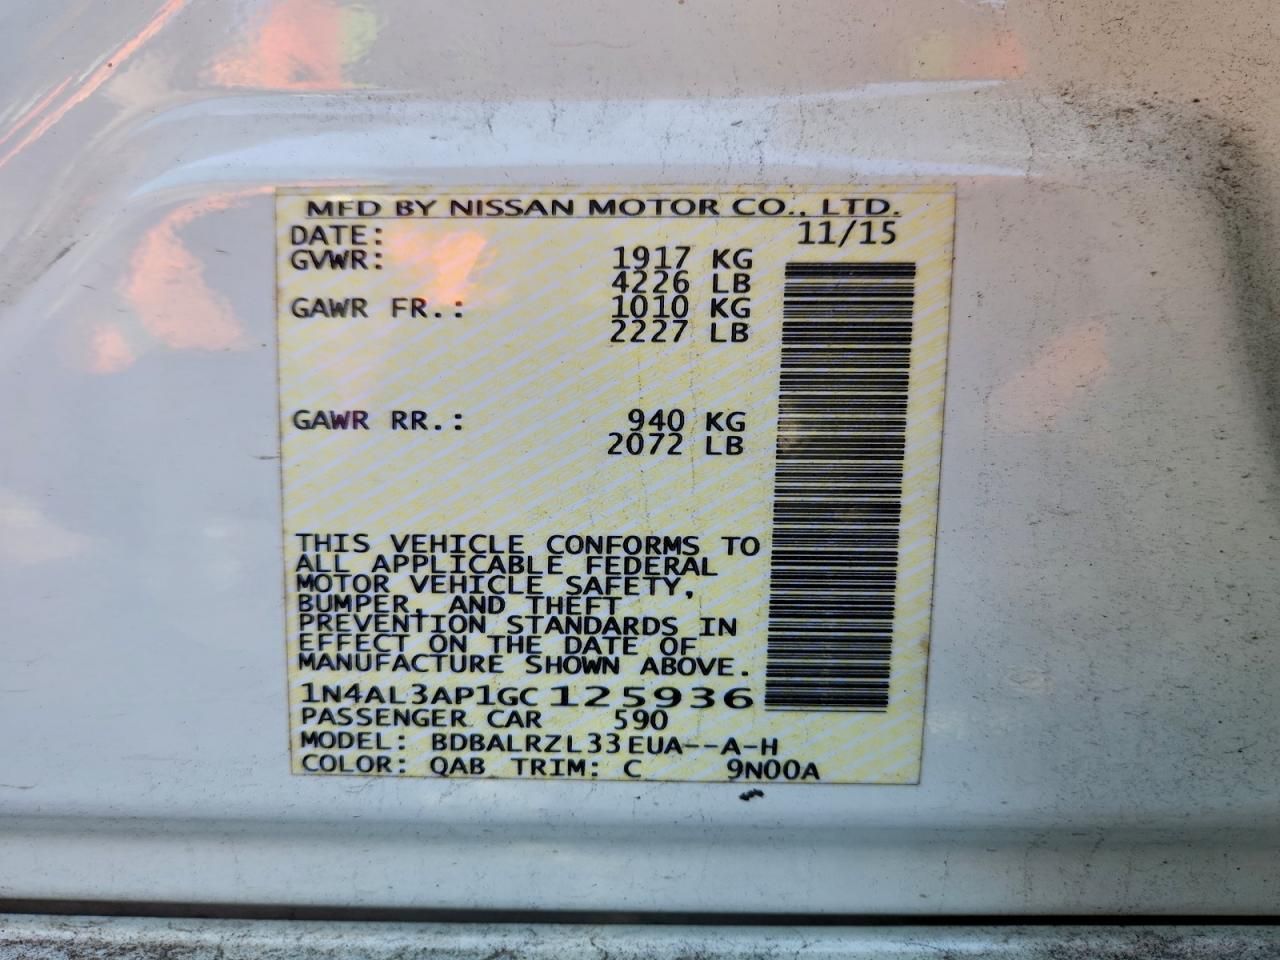 MFD BY NISSAN MOTOR CO., LTD.
DATE: 11/15
GVWR: 1917 KG
4226 LB
GAWR FR.: 1010 KG
2227 LB
GAWR RR.: 940 KG
2072 LB
THIS VEHICLE CONFORMS TO
ALL APPLICABLE FEDERAL
MOTOR VEHICLE SAFETY,
BUMPER, AND THEFT
PREVENTION STANDARDS IN
EFFECT ON THE DATE OF
MANUFACTURE SHOWN ABOVE.
1N4AL3AP1GC125936
PASSENGER CAR 590
MODEL: BDBALRZL33EUA--A-H
COLOR: QAB TRIM: C 9N00A